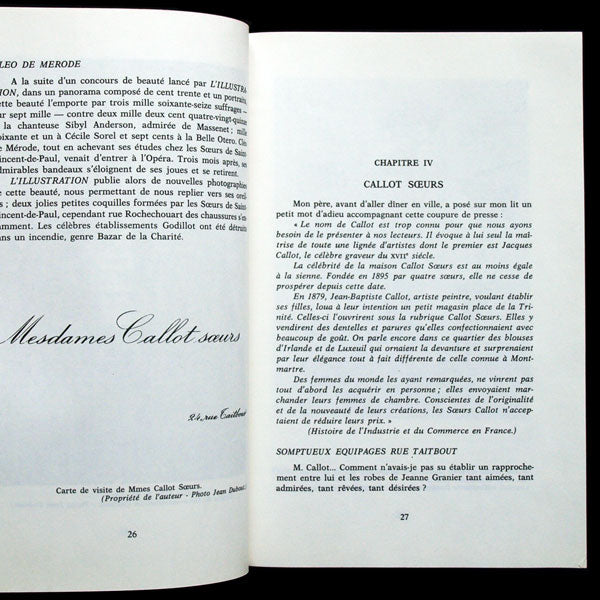 LEO DE MERODE
A la suite d'un concours de beauté lancé par L'ILLUSTRA-
TION, dans un panorama composé de cent trente et un portraits,
cette beauté l'emporte par trois mille soixante-seize suffrages —
sur sept mille — contre deux mille deux cent quatre-vingt-quinze
à la chanteuse Sibyl Anderson, admirée de Massenet ; mille
soixante et un à Cécile Sorel et sept cents à la Belle Otero. Cléo
de Mérode, tout en achevant ses études chez les Sœurs de Saint-
Vincent-de-Paul, venait d'entrer à l'Opéra. Trois mois après, ses
admirables bandeaux s'éloignent de ses joues et se retirent.
L'ILLUSTRATION publie alors de nouvelles photographies
de cette beauté, nous permettant de nous replier vers ses oreil-
les ; deux jolies petites coquilles formées par les Sœurs de Saint-
Vincent-de-Paul, cependant rue Rochechouart des chaussures s'en-
flamment. Les célèbres établissements Godillot ont été détruits
dans un incendie, genre Bazar de la Charité.
Mesdames Callot sœurs
24 rue Taitbout
Carte de visite de Mmes Callot Sœurs.
(Propriété de l'auteur - Photo Jean Dubout.)
26
CHAPITRE IV
CALLOT SŒURS
Mon père, avant d'aller dîner en ville, a posé sur mon lit un
petit mot d'adieu accompagnant cette coupure de presse :
« Le nom de Callot est trop connu pour que nous ayons
besoin de le présenter à nos lecteurs. Il évoque à lui seul la maî-
trise de toute une lignée d'artistes dont le premier est Jacques
Callot, le célèbre graveur du XVIIe siècle.
La célébrité de la maison Callot Sœurs est au moins égale
à la sienne. Fondée en 1895 par quatre sœurs, elle ne cesse de
prospérer depuis cette date.
En 1879, Jean-Baptiste Callot, artiste peintre, voulant établir
ses filles, loua à leur intention un petit magasin place de la Tri-
nité. Celles-ci l'ouvrirent sous la rubrique Callot Sœurs. Elles y
vendirent des dentelles et parures qu'elles confectionnaient avec
beaucoup de goût. On parle encore dans ce quartier des blouses
d'Irlande et de Luxeuil qui ornaient la devanture et surprenaient
par leur élégance tout à fait différente de celle connue à Mont-
martre.
Des femmes du monde les ayant remarquées, ne vinrent pas
tout d'abord les acquérir en personne ; elles envoyaient mar-
chander leurs femmes de chambre. Conscientes de l'originalité
et de la nouveauté de leurs créations, les Sœurs Callot n'accep-
taient de réduire leurs prix. »
(Histoire de l'Industrie et du Commerce en France.)
SOMPTUEUX EQUIPAGES RUE TAITBOUT
M. Callot... Comment n'avais-je pas su établir un rapproche-
ment entre lui et les robes de Jeanne Granier tant aimées, tant
admirées, tant rêvées, tant désirées ?
27